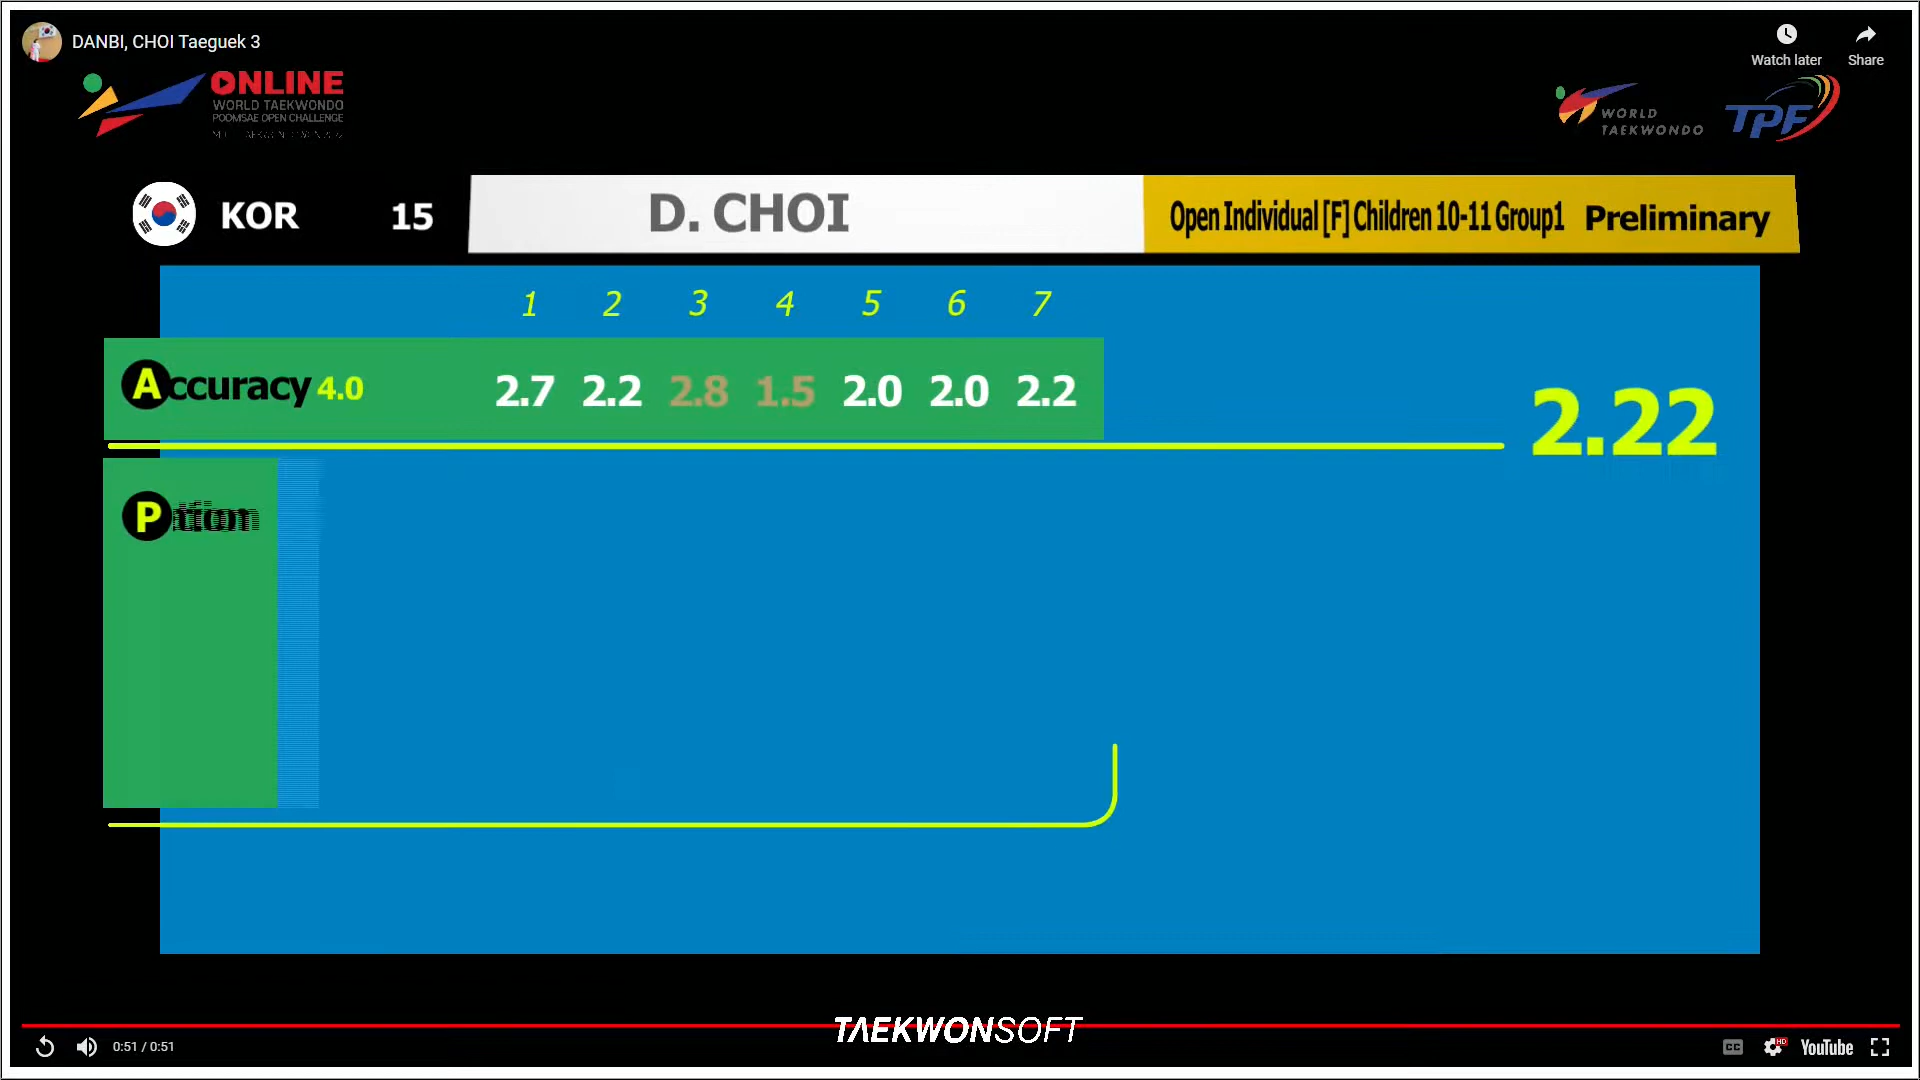 DANBI, CHOI Taeguek 3
Watch later
Share
ONLINE
WORLD TAEKWONDO
POOMSAE OPEN CHALLENGE
WORLD
TAEKWONDO
TPF
KOR 15 D. CHOI Open Individual [F] Children 10-11 Group1 Preliminary
1 2 3 4 5 6 7
Accuracy 4.0 2.7 2.2 2.8 1.5 2.0 2.0 2.2
2.22
P
TAEKWONSOFT
0:51 / 0:51
CC
HD
YouTube